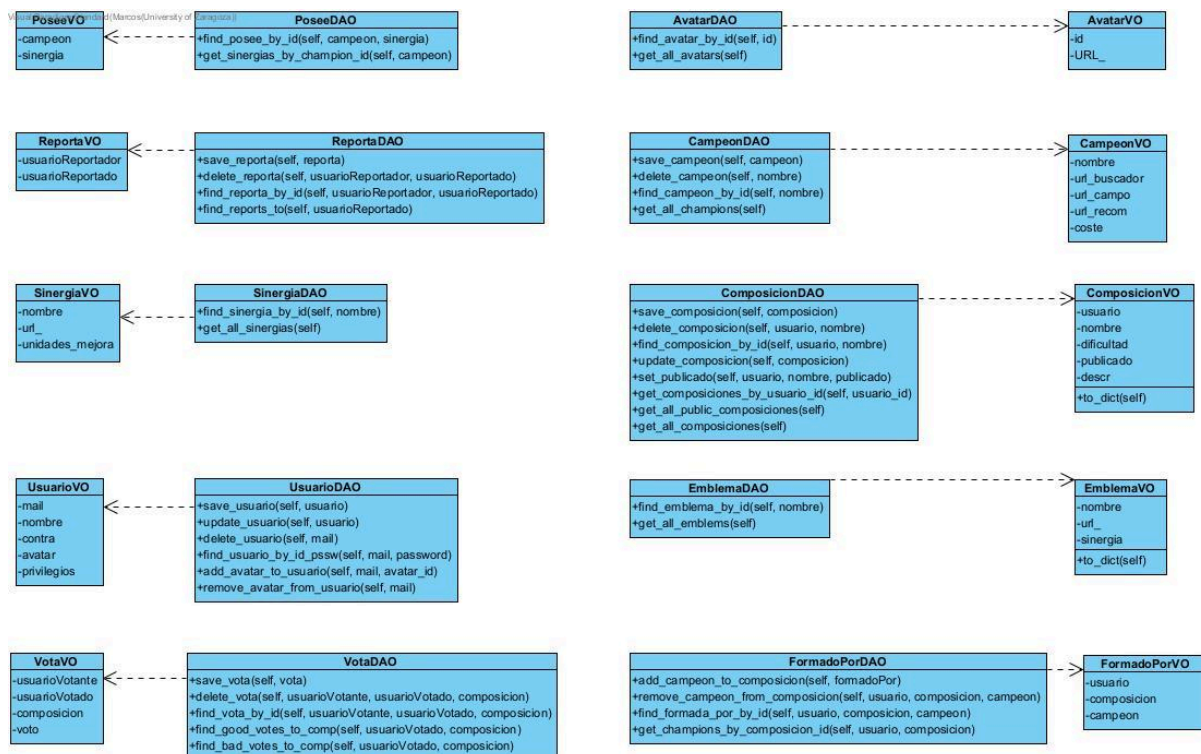 Visual Paradigm Standard(Marcos(University of Zaragoza))
PoseeVO
-campeon
-sinergia
PoseeDAO
+find_posee_by_id(self, campeon, sinergia)
+get_sinergias_by_champion_id(self, campeon)
AvatarDAO
+find_avatar_by_id(self, id)
+get_all_avatars(self)
AvatarVO
-id
-URL_
ReportaVO
-usuarioReportador
-usuarioReportado
ReportaDAO
+save_reporta(self, reporta)
+delete_reporta(self, usuarioReportador, usuarioReportado)
+find_reporta_by_id(self, usuarioReportador, usuarioReportado)
+find_reports_to(self, usuarioReportado)
CampeonDAO
+save_campeon(self, campeon)
+delete_campeon(self, nombre)
+find_campeon_by_id(self, nombre)
+get_all_champions(self)
CampeonVO
-nombre
-url_buscador
-url_campo
-url_recom
-coste
SinergiaVO
-nombre
-url_
-unidades_mejora
SinergiaDAO
+find_sinergia_by_id(self, nombre)
+get_all_sinergias(self)
ComposicionDAO
+save_composicion(self, composicion)
+delete_composicion(self, usuario, nombre)
+find_composicion_by_id(self, usuario, nombre)
+update_composicion(self, composicion)
+set_publicado(self, usuario, nombre, publicado)
+get_composiciones_by_usuario_id(self, usuario_id)
+get_all_public_composiciones(self)
+get_all_composiciones(self)
ComposicionVO
-usuario
-nombre
-dificultad
-publicado
-descr
+to_dict(self)
UsuarioVO
-mail
-nombre
-contra
-avatar
-privilegios
UsuarioDAO
+save_usuario(self, usuario)
+update_usuario(self, usuario)
+delete_usuario(self, mail)
+find_usuario_by_id_pssw(self, mail, password)
+add_avatar_to_usuario(self, mail, avatar_id)
+remove_avatar_from_usuario(self, mail)
EmblemaDAO
+find_emblema_by_id(self, nombre)
+get_all_emblems(self)
EmblemaVO
-nombre
-url_
-sinergia
+to_dict(self)
VotaVO
-usuarioVotante
-usuarioVotado
-composicion
-voto
VotaDAO
+save_vota(self, vota)
+delete_vota(self, usuarioVotante, usuarioVotado, composicion)
+find_vota_by_id(self, usuarioVotante, usuarioVotado, composicion)
+find_good_votes_to_comp(self, usuarioVotado, composicion)
+find_bad_votes_to_comp(self, usuarioVotado, composicion)
FormadoPorDAO
+add_campeon_to_composicion(self, formadoPor)
+remove_campeon_from_composicion(self, usuario, composicion, campeon)
+find_formada_por_by_id(self, usuario, composicion, campeon)
+get_champions_by_composicion_id(self, usuario, composicion)
FormadoPorVO
-usuario
-composicion
-campeon